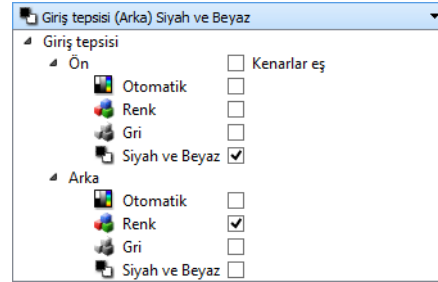 Giriş tepsisi (Arka) Siyah ve Beyaz
Giriş tepsisi
Ön Kenarlar eş
Otomatik
Renk
Gri
Siyah ve Beyaz
Arka
Otomatik
Renk
Gri
Siyah ve Beyaz